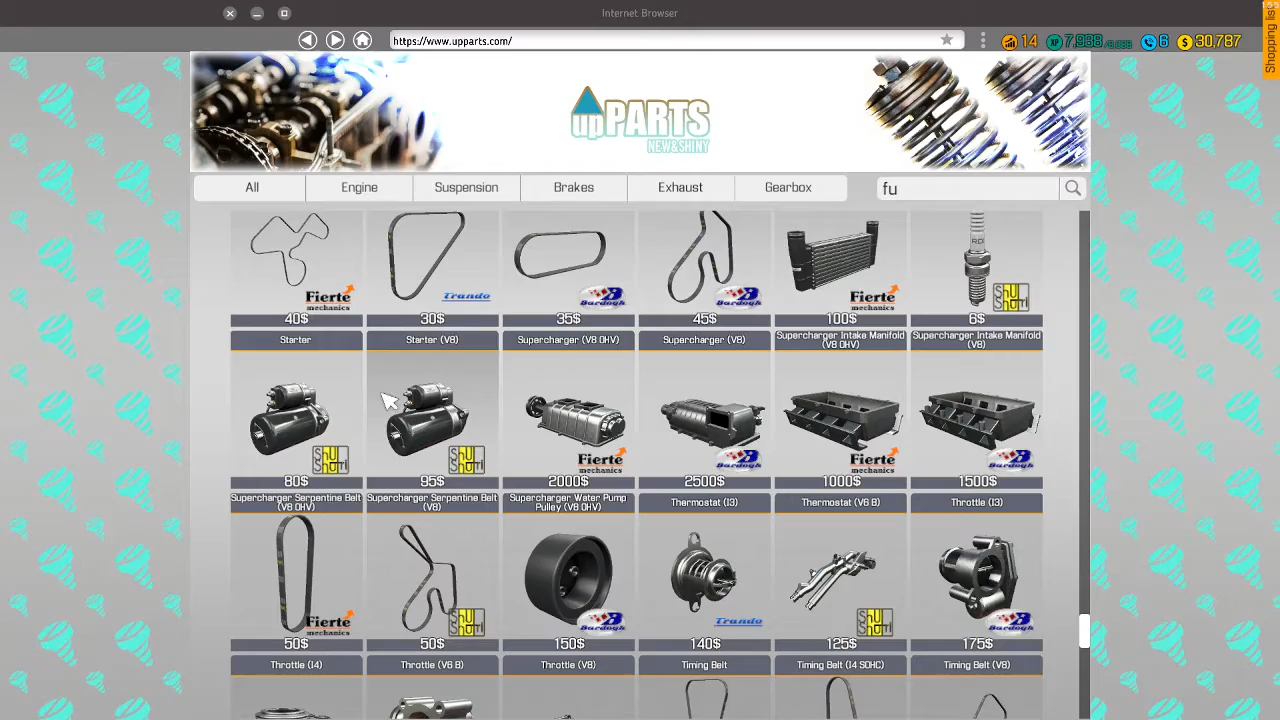 Internet Browser
https://www.upparts.com/
14
7,938
6
$ 30,787
Shopping list
upPARTS
NEW&SHINY
All
Engine
Suspension
Brakes
Exhaust
Gearbox
fu
Fierte mechanics
Trando
Bardogh
Bardogh
Fierte mechanics
RDI
Shu Shumi
40$
30$
35$
45$
100$
6$
Starter
Starter (V8)
Supercharger (V8 OHV)
Supercharger (V8)
Supercharger Intake Manifold (V8 OHV)
Supercharger Intake Manifold (V8)
Fierte mechanics
Bardogh
Fierte mechanics
Bardogh
80$
95$
2000$
2500$
1000$
1500$
Supercharger Serpentine Belt (V8 OHV)
Supercharger Serpentine Belt (V8)
Supercharger Water Pump Pulley (V8 OHV)
Thermostat (I3)
Thermostat (V6 B)
Throttle (I3)
Fierte mechanics
Bardogh
Trando
Bardogh
50$
50$
150$
140$
125$
175$
Throttle (I4)
Throttle (V6 B)
Throttle (V8)
Timing Belt
Timing Belt (I4 SOHC)
Timing Belt (V8)